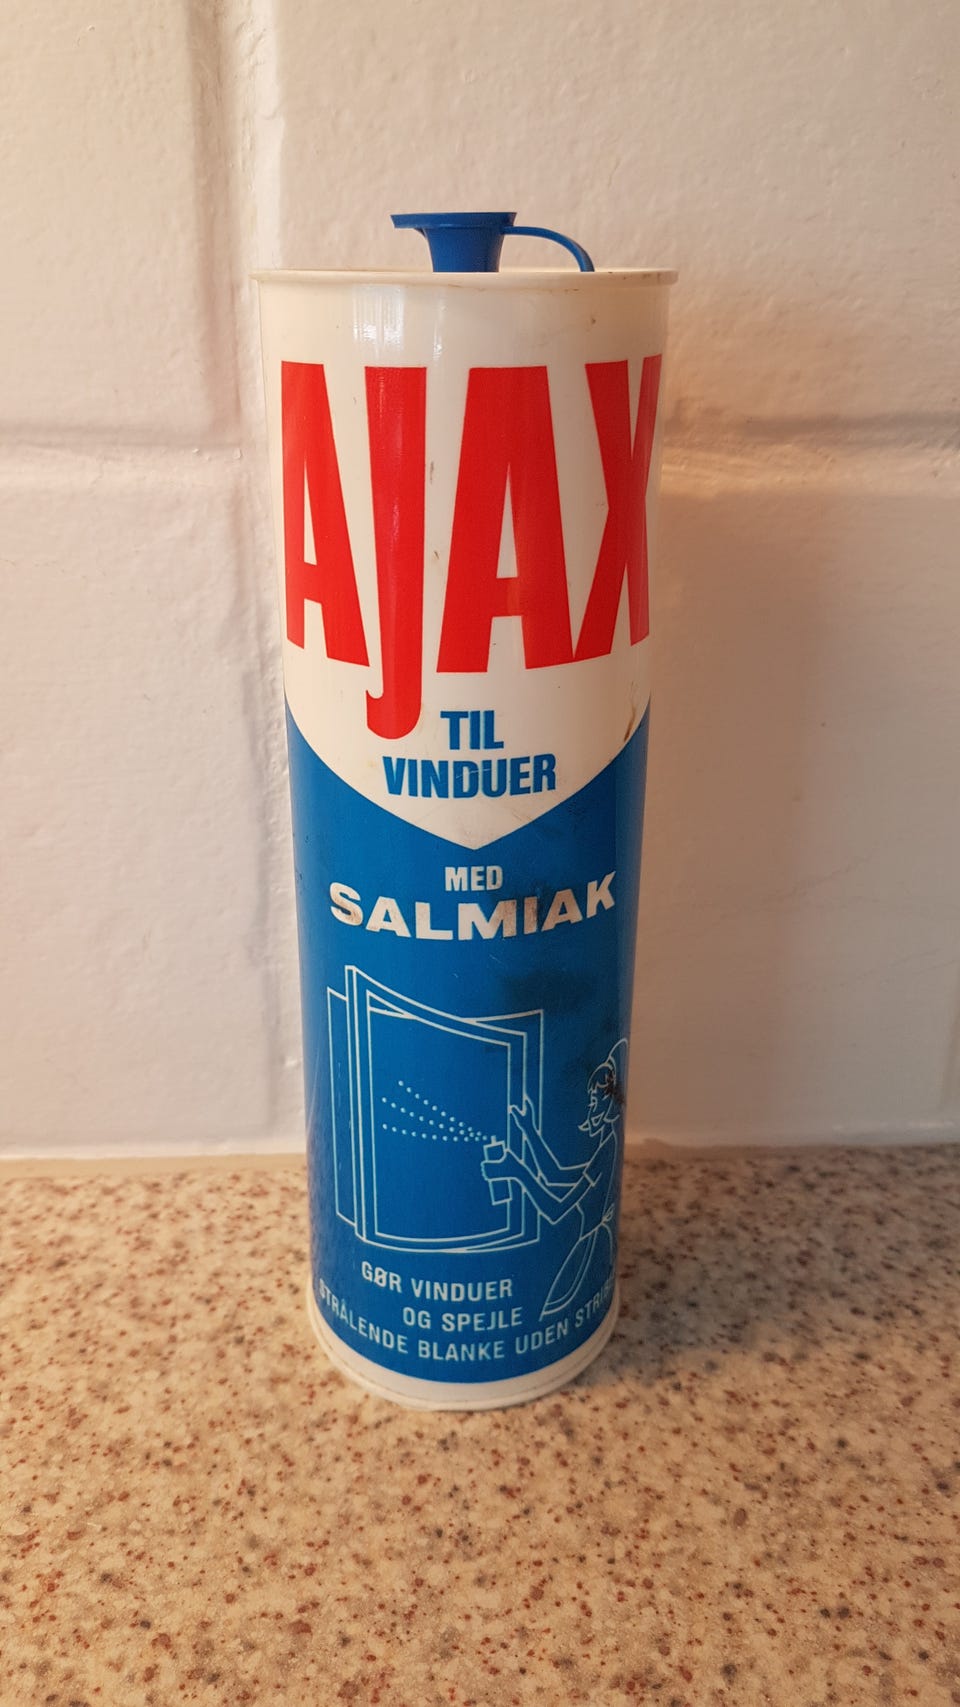 AJAX
TIL
VINDUER
MED
SALMIAK
GØR VINDUER
OG SPEJLE
STRÅLENDE BLANKE UDEN